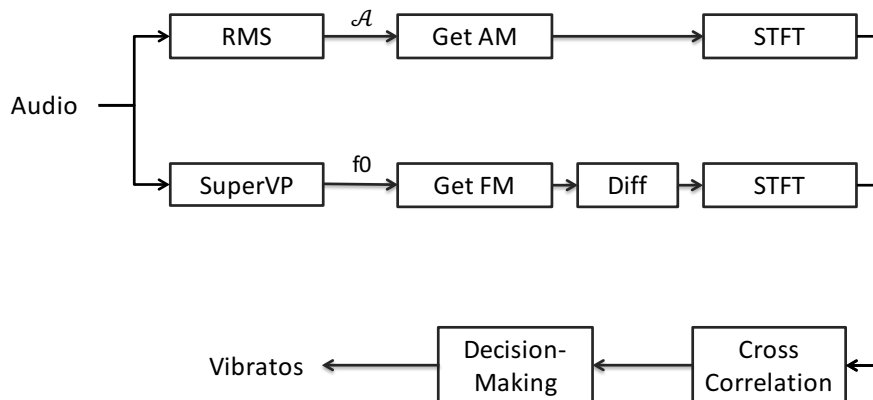 𝒜
RMS
Get AM
STFT
Audio
f0
SuperVP
Get FM
Diff
STFT
Vibratos
Decision-
Making
Cross
Correlation